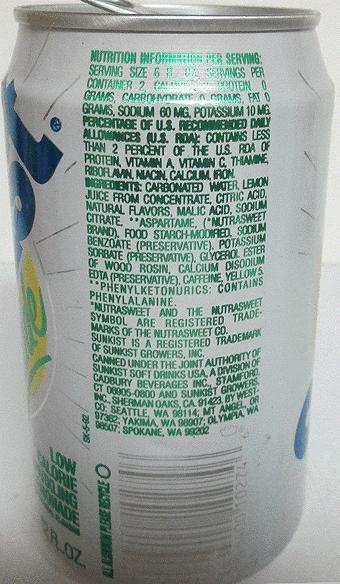 NUTRITION INFORMATION PER SERVING:
SERVING SIZE 6 FL. OZ. SERVINGS PER
CONTAINER 2 PROTEIN 0
GRAMS, CARBOHYDRATE GRAMS, FAT 0
GRAMS, SODIUM 60 MG, POTASSIUM 10 MG.
PERCENTAGE OF U.S. RECOMMENDED DAILY
ALLOWANCES (U.S. RDA): CONTAINS LESS
THAN 2 PERCENT OF THE U.S. RDA OF
PROTEIN, VITAMIN A, VITAMIN C, THIAMINE,
RIBOFLAVIN, NIACIN, CALCIUM, IRON.
INGREDIENTS: CARBONATED WATER, LEMON
JUICE FROM CONCENTRATE, CITRIC ACID,
NATURAL FLAVORS, MALIC ACID, SODIUM
CITRATE, **ASPARTAME, (*NUTRASWEET
BRAND), FOOD STARCH-MODIFIED, SODIUM
BENZOATE (PRESERVATIVE), POTASSIUM
SORBATE (PRESERVATIVE), GLYCEROL ESTER
OF WOOD ROSIN, CALCIUM DISODIUM
EDTA (PRESERVATIVE), CAFFEINE, YELLOW 5.
**PHENYLKETONURICS: CONTAINS
PHENYLALANINE.
*NUTRASWEET AND THE NUTRASWEET
SYMBOL ARE REGISTERED TRADE-
MARKS OF THE NUTRASWEET CO.
SUNKIST IS A REGISTERED TRADEMARK
OF SUNKIST GROWERS, INC.
CANNED UNDER THE JOINT AUTHORITY OF
SUNKIST SOFT DRINKS USA, A DIVISION OF
CADBURY BEVERAGES INC., STAMFORD,
CT 06905-0800 AND SUNKIST GROWERS,
INC. SHERMAN OAKS, CA. 91423. BY WEST-
CO: SEATTLE, WA 98114; MT ANGEL, OR
97362; YAKIMA, WA 98907; OLYMPIA, WA
98507; SPOKANE, WA 99202
LOW
CALORIE
FL. OZ.
PLEASE RECYCLE